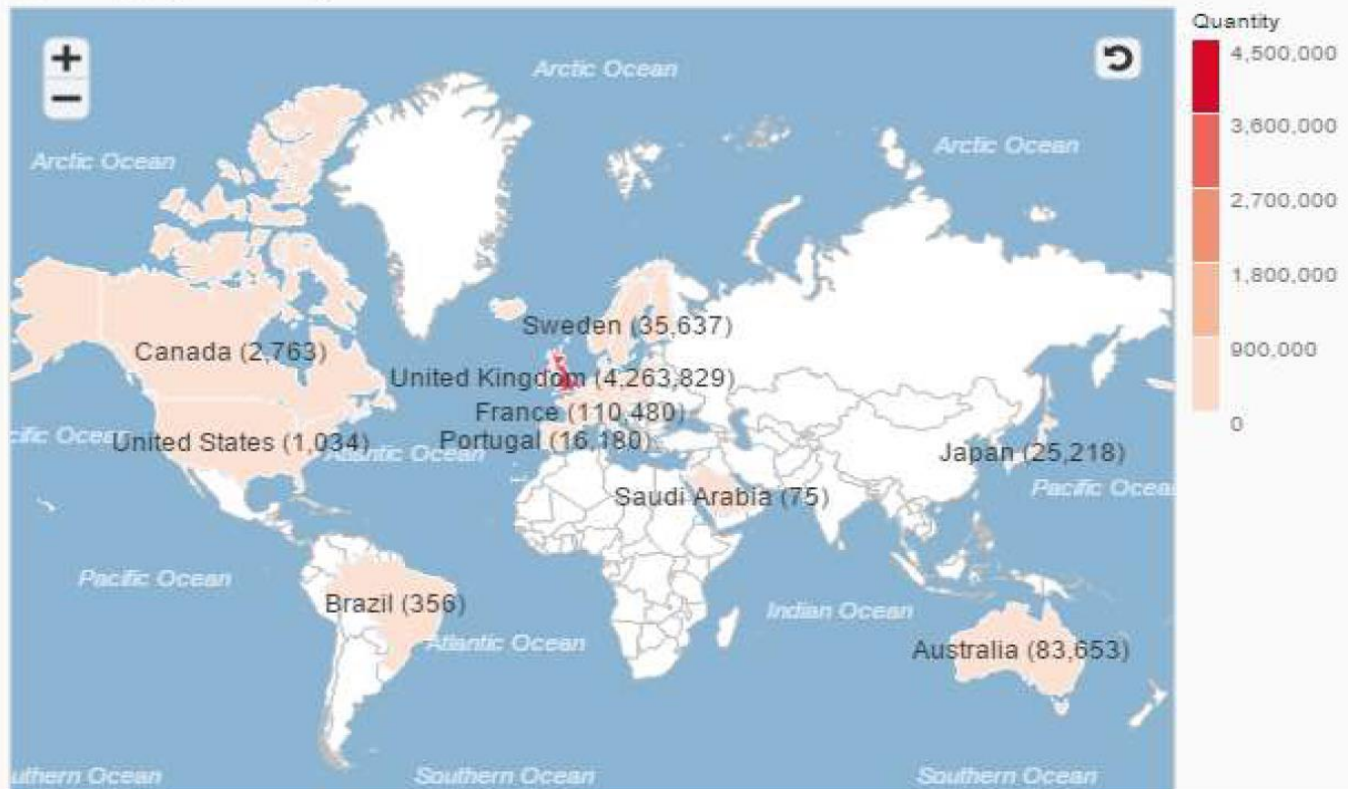 Quantity
4,500,000
3,600,000
2,700,000
1,800,000
900,000
0
+
−
Arctic Ocean
Arctic Ocean
Arctic Ocean
Sweden (35,637)
Canada (2,763)
United Kingdom (4,263,829)
France (110,480)
cific Ocean
United States (1,034)
Portugal (16,180)
Atlantic Ocean
Japan (25,218)
Pacific Ocea
Saudi Arabia (75)
Pacific Ocean
Brazil (356)
Indian Ocean
Atlantic Ocean
Australia (83,653)
uthern Ocean
Southern Ocean
Southern Ocean